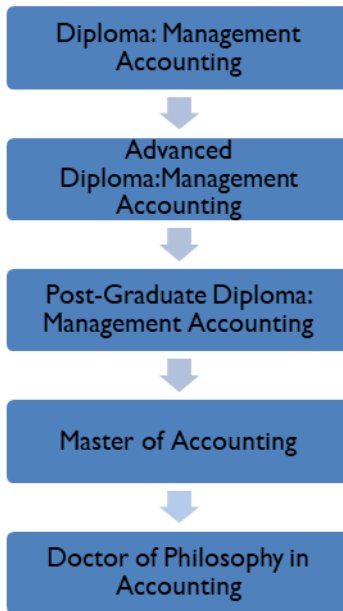 Diploma: Management
Accounting
Advanced
Diploma:Management
Accounting
Post-Graduate Diploma:
Management Accounting
Master of Accounting
Doctor of Philosophy in
Accounting